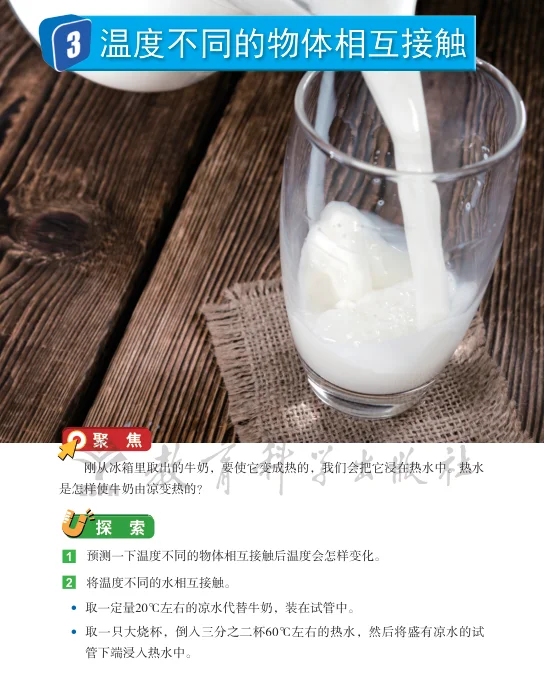 3 温度不同的物体相互接触
聚 焦
刚从冰箱里取出的牛奶，要使它变成热的，我们会把它浸在热水中。热水
是怎样使牛奶由凉变热的？
教育科学出版社
探 索
1 预测一下温度不同的物体相互接触后温度会怎样变化。
2 将温度不同的水相互接触。
• 取一定量20℃左右的凉水代替牛奶，装在试管中。
• 取一只大烧杯，倒入三分之二杯60℃左右的热水，然后将盛有凉水的试
管下端浸入热水中。